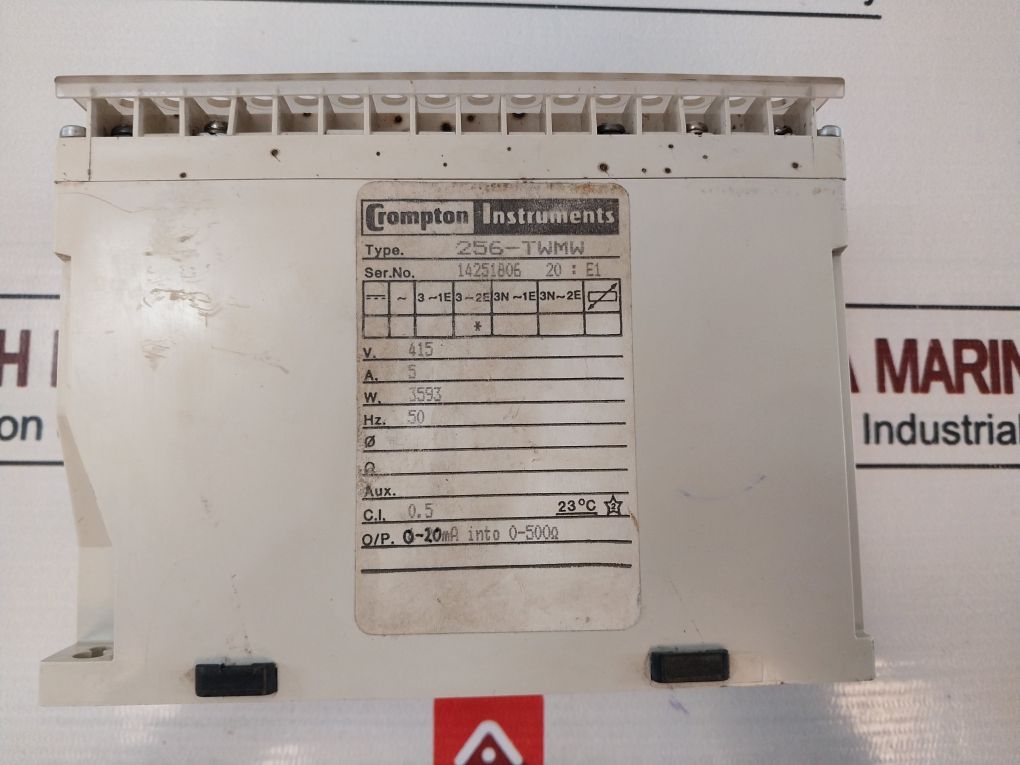 Crompton Instruments
Type. 256-TWMW
Ser.No. 14251806 20 : E1
~ 3~1E 3~2E 3N~1E 3N~2E
*
V. 415
A. 5
W. 3593
Hz. 50
Ø
Ω
Aux.
C.I. 0.5 23°C 2
O/P. 0-20mA into 0-500Ω
H
A MARIN
on
Industrial